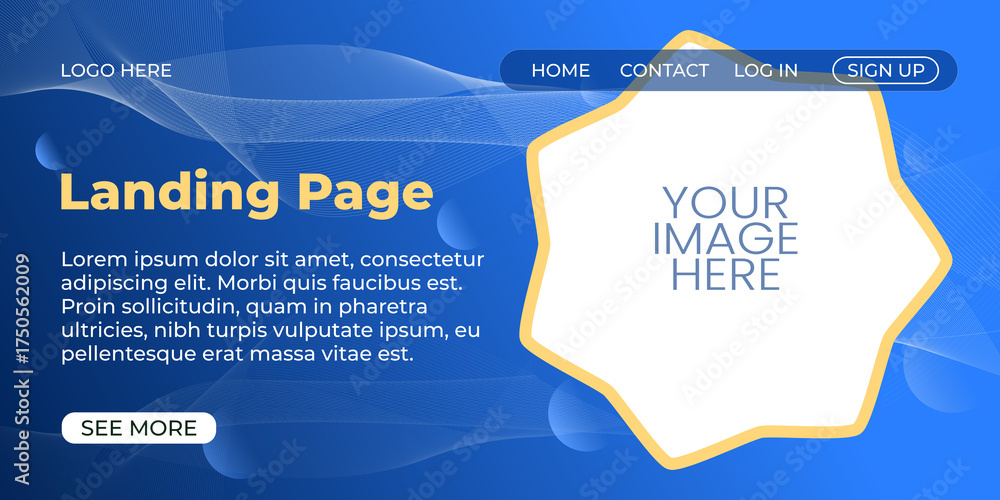 LOGO HERE
HOME CONTACT LOG IN SIGN UP
Landing Page
Lorem ipsum dolor sit amet, consectetur
adipiscing elit. Morbi quis faucibus est.
Proin sollicitudin, quam in pharetra
ultricies, nibh turpis vulputate ipsum, eu
pellentesque erat massa vitae est.
SEE MORE
YOUR
IMAGE
HERE
Adobe Stock | #1750562009